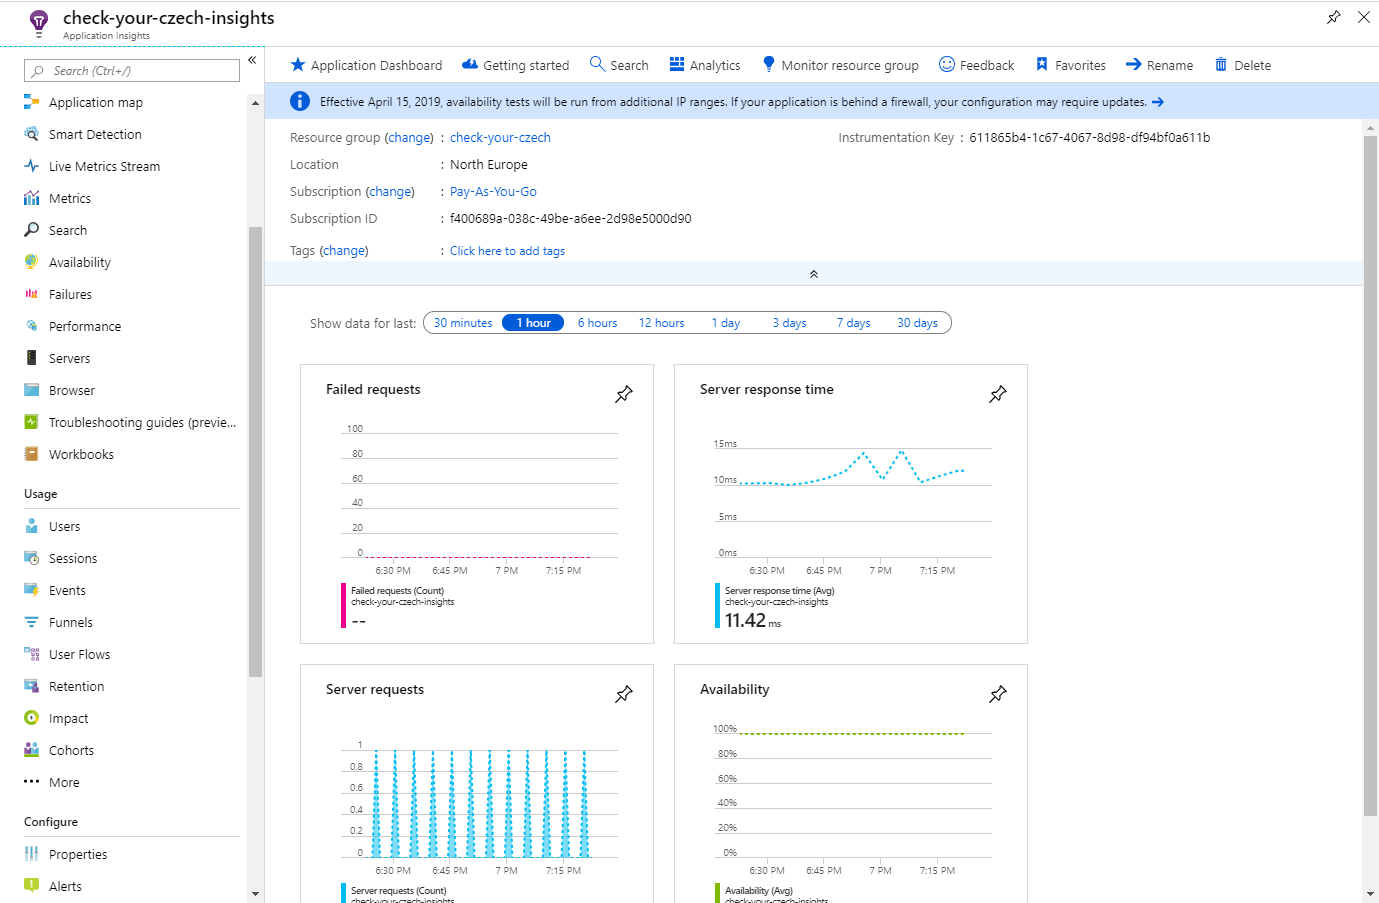 check-your-czech-insights
Application Insights
Search (Ctrl+/)
Application map
Smart Detection
Live Metrics Stream
Metrics
Search
Availability
Failures
Performance
Servers
Browser
Troubleshooting guides (previe...
Workbooks
Usage
Users
Sessions
Events
Funnels
User Flows
Retention
Impact
Cohorts
More
Configure
Properties
Alerts
Application Dashboard Getting started Search Analytics Monitor resource group Feedback Favorites Rename Delete
Effective April 15, 2019, availability tests will be run from additional IP ranges. If your application is behind a firewall, your configuration may require updates.
Resource group (change) : check-your-czech
Location : North Europe
Subscription (change) : Pay-As-You-Go
Subscription ID : f400689a-038c-49be-a6ee-2d98e5000d90
Tags (change) : Click here to add tags
Instrumentation Key : 611865b4-1c67-4067-8d98-df94bf0a611b
Show data for last: 30 minutes 1 hour 6 hours 12 hours 1 day 3 days 7 days 30 days
Failed requests
100
80
60
40
20
0
6:30 PM 6:45 PM 7 PM 7:15 PM
Failed requests (Count)
check-your-czech-insights
--
Server response time
15ms
10ms
5ms
0ms
6:30 PM 6:45 PM 7 PM 7:15 PM
Server response time (Avg)
check-your-czech-insights
11.42 ms
Server requests
1
0.8
0.6
0.4
0.2
0
6:30 PM 6:45 PM 7 PM 7:15 PM
Server requests (Count)
check-your-czech-insights
Availability
100%
80%
60%
40%
20%
0%
6:30 PM 6:45 PM 7 PM 7:15 PM
Availability (Avg)
check-your-czech-insights